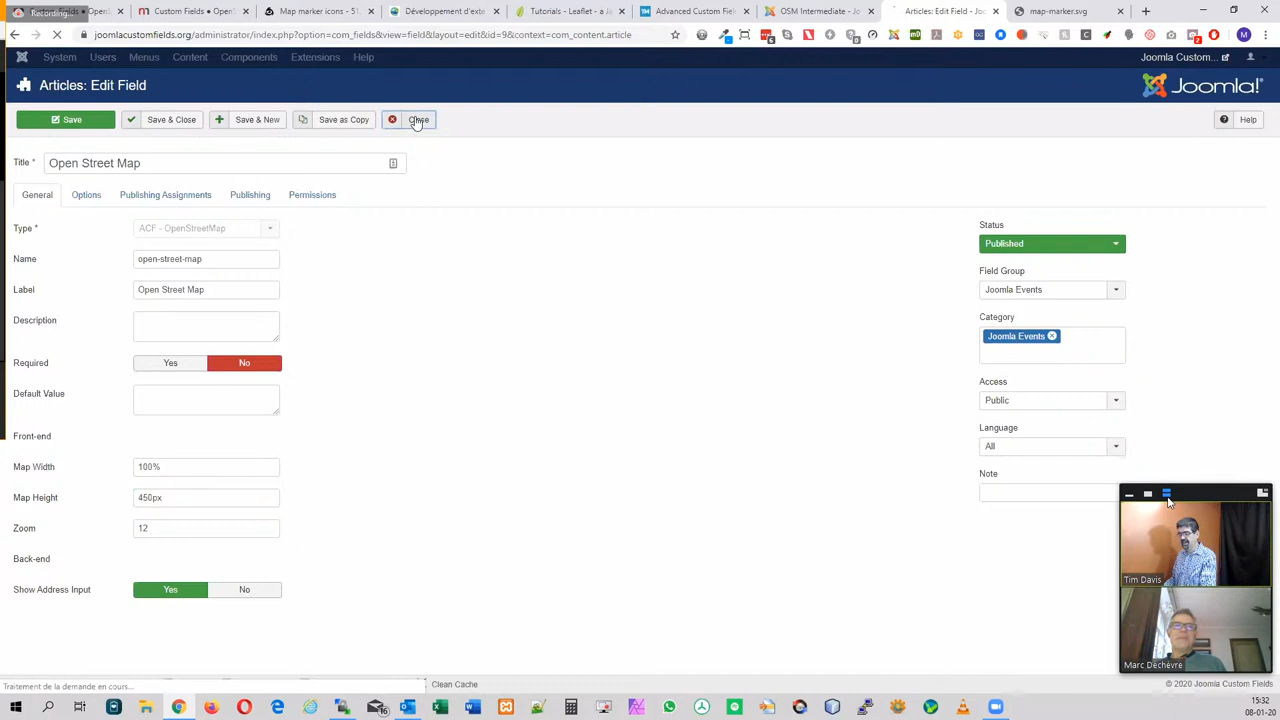 Recording...
Custom Fields • OpenL
Custom Fields • OpenL
Map marker icons - 51
Développement d'exte
Tutorials - Leaflet - a Ja
Advanced Custom Field
OSM Intermediate - Jo
Articles: Edit Field - Joo
map-marker.svg
joomlacustomfields.org/administrator/index.php?option=com_fields&view=field&layout=edit&id=9&context=com_content.article
System Users Menus Content Components Extensions Help
Joomla Custom...
Articles: Edit Field
Joomla!
Save
Save & Close
Save & New
Save as Copy
Close
Help
Title *
Open Street Map
General
Options
Publishing Assignments
Publishing
Permissions
Type *
ACF - OpenStreetMap
Name
open-street-map
Label
Open Street Map
Description
Required
Yes
No
Default Value
Front-end
Map Width
100%
Map Height
450px
Zoom
12
Back-end
Show Address Input
Yes
No
Status
Published
Field Group
Joomla Events
Category
Joomla Events
Access
Public
Language
All
Note
Tim Davis
Marc Dechèvre
Traitement de la demande en cours...
Clean Cache
© 2020 Joomla Custom Fields
15:32
08-01-20